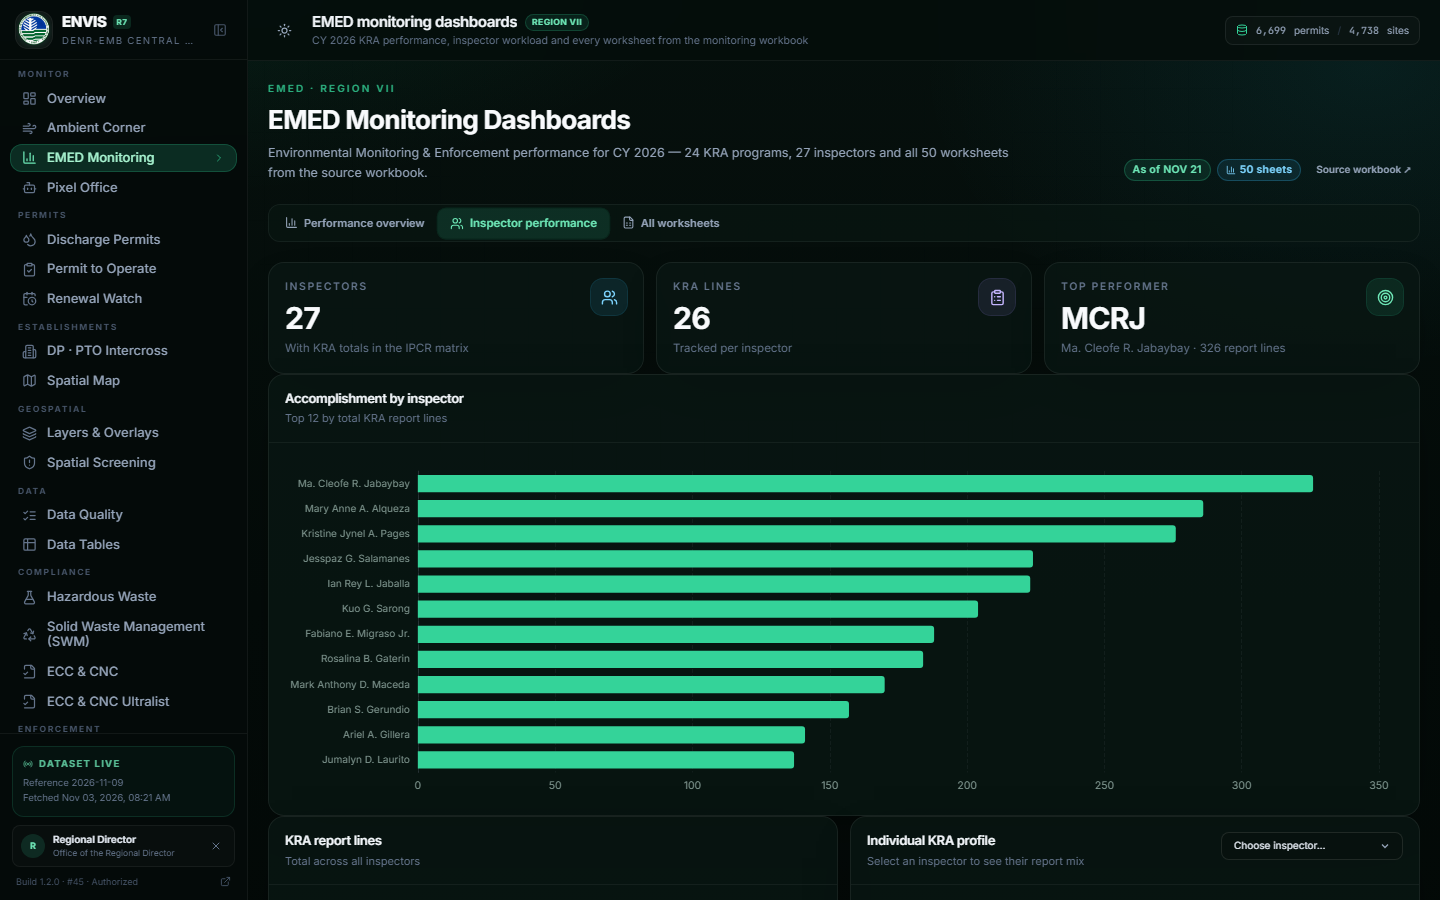 ENVIS R7
DENR-EMB CENTRAL ...
MONITOR
Overview
Ambient Corner
EMED Monitoring
Pixel Office
PERMITS
Discharge Permits
Permit to Operate
Renewal Watch
ESTABLISHMENTS
DP · PTO Intercross
Spatial Map
GEOSPATIAL
Layers & Overlays
Spatial Screening
DATA
Data Quality
Data Tables
COMPLIANCE
Hazardous Waste
Solid Waste Management
(SWM)
ECC & CNC
ECC & CNC Ultralist
ENFORCEMENT
DATASET LIVE
Reference 2026-11-09
Fetched Nov 03, 2026, 08:21 AM
R
Regional Director
Office of the Regional Director
Build 1.2.0 · #45 · Authorized
EMED monitoring dashboards REGION VII
CY 2026 KRA performance, inspector workload and every worksheet from the monitoring workbook
6,699 permits / 4,738 sites
EMED · REGION VII
EMED Monitoring Dashboards
Environmental Monitoring & Enforcement performance for CY 2026 — 24 KRA programs, 27 inspectors and all 50 worksheets
from the source workbook.
As of NOV 21
50 sheets
Source workbook ↗
Performance overview
Inspector performance
All worksheets
INSPECTORS
27
With KRA totals in the IPCR matrix
KRA LINES
26
Tracked per inspector
TOP PERFORMER
MCRJ
Ma. Cleofe R. Jabaybay · 326 report lines
Accomplishment by inspector
Top 12 by total KRA report lines
Ma. Cleofe R. Jabaybay
Mary Anne A. Alqueza
Kristine Jynel A. Pages
Jesspaz G. Salamanes
Ian Rey L. Jaballa
Kuo G. Sarong
Fabiano E. Migraso Jr.
Rosalina B. Gaterin
Mark Anthony D. Maceda
Brian S. Gerundio
Ariel A. Gillera
Jumalyn D. Laurito
0 50 100 150 200 250 300 350
KRA report lines
Total across all inspectors
Individual KRA profile
Select an inspector to see their report mix
Choose inspector...